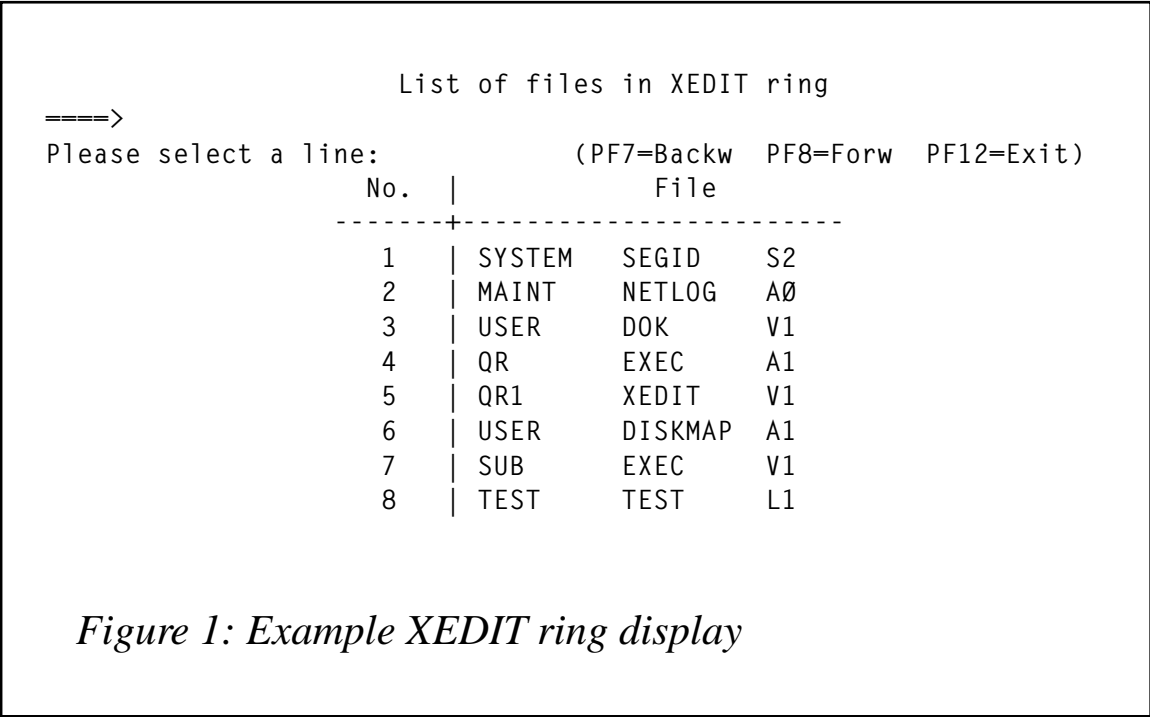 List of files in XEDIT ring
====>
Please select a line: (PF7=Backw PF8=Forw PF12=Exit)
No. | File
-------+------------------------
1 | SYSTEM SEGID S2
2 | MAINT NETLOG AØ
3 | USER DOK V1
4 | QR EXEC A1
5 | QR1 XEDIT V1
6 | USER DISKMAP A1
7 | SUB EXEC V1
8 | TEST TEST L1
Figure 1: Example XEDIT ring display